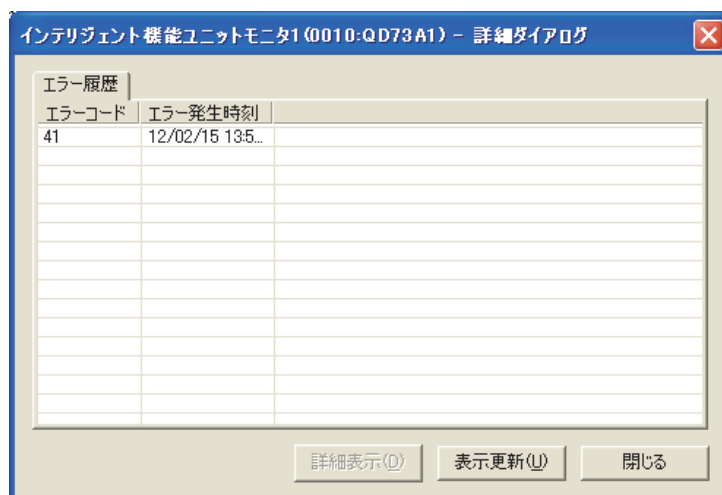 インテリジェント機能ユニットモニタ1(0010:QD73A1) - 詳細ダイアログ
エラー履歴
エラーコード エラー発生時刻
41 12/02/15 13:5...
詳細表示(D) 表示更新(U) 閉じる